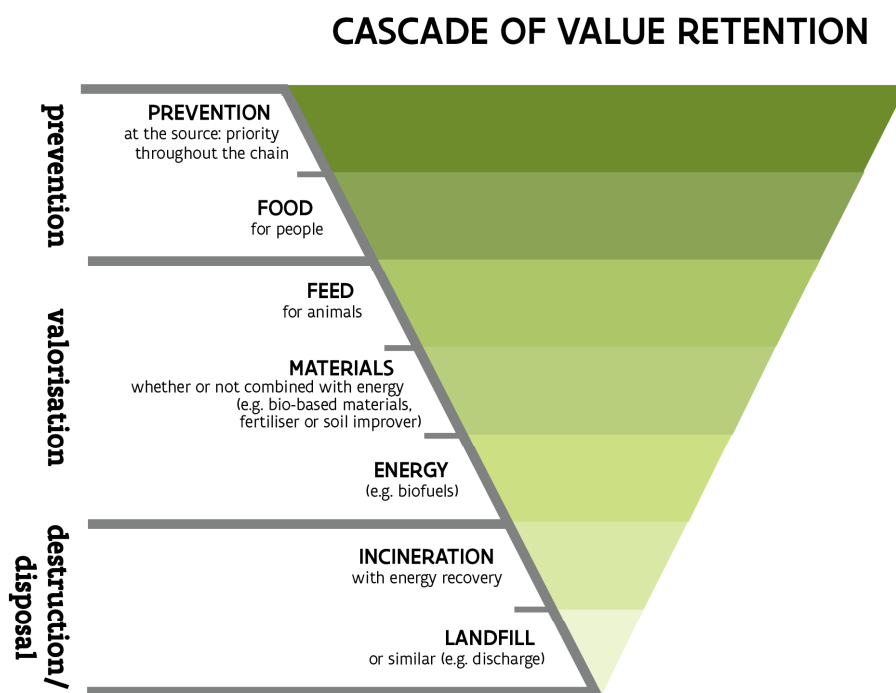 CASCADE OF VALUE RETENTION
prevention
PREVENTION
at the source: priority
throughout the chain
FOOD
for people
valorisation
FEED
for animals
MATERIALS
whether or not combined with energy
(e.g. bio-based materials,
fertiliser or soil improver)
ENERGY
(e.g. biofuels)
destruction/
disposal
INCINERATION
with energy recovery
LANDFILL
or similar (e.g. discharge)